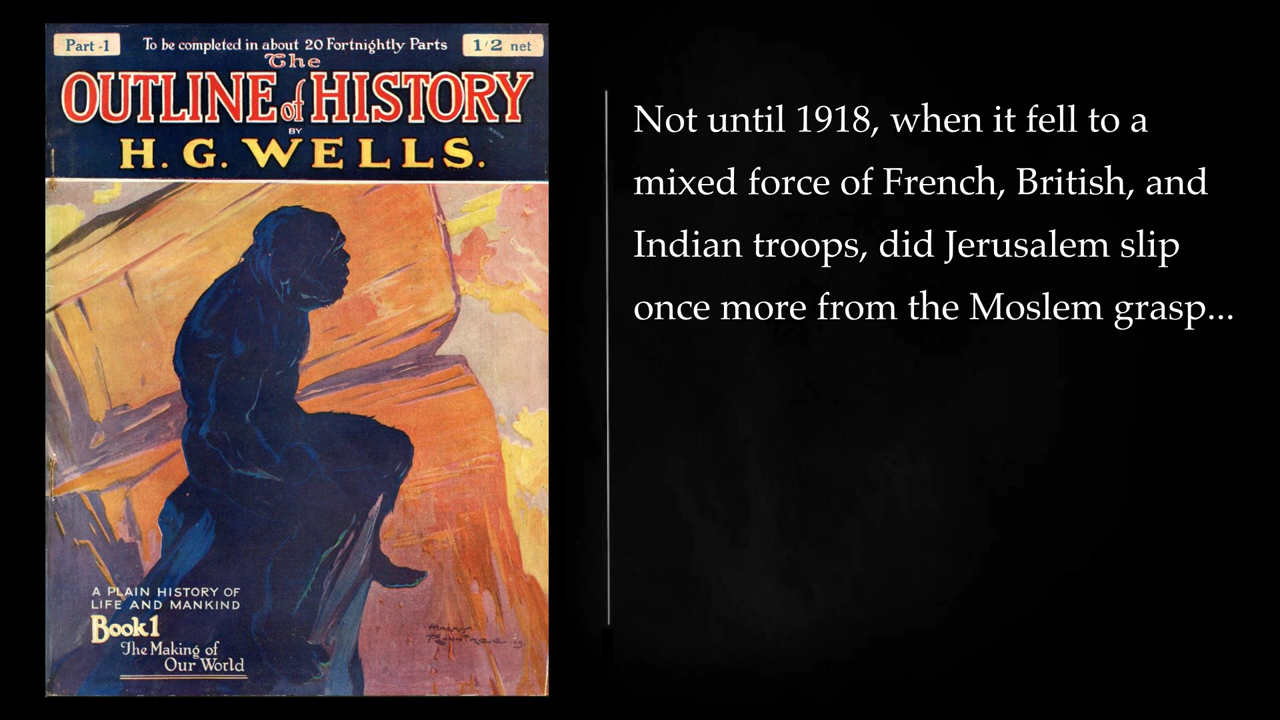 Part -1
To be completed in about 20 Fortnightly Parts
1/2 net
The
OUTLINE of HISTORY
BY
H. G. WELLS.
A PLAIN HISTORY OF
LIFE AND MANKIND
Book 1
The Making of
Our World
Not until 1918, when it fell to a
mixed force of French, British, and
Indian troops, did Jerusalem slip
once more from the Moslem grasp...